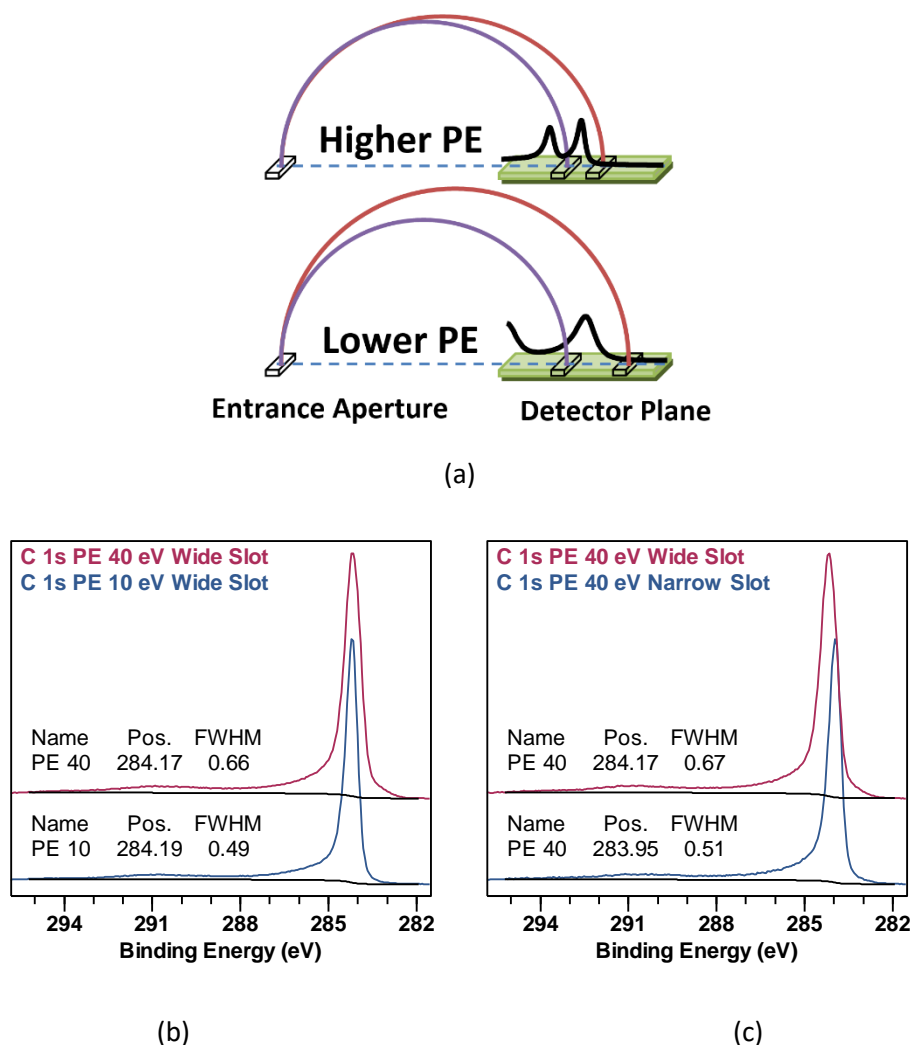 Higher PE
Lower PE
Entrance Aperture Detector Plane
(a)
C 1s PE 40 eV Wide Slot
C 1s PE 10 eV Wide Slot
Name Pos. FWHM
PE 40 284.17 0.66
Name Pos. FWHM
PE 10 284.19 0.49
294 291 288 285 282
Binding Energy (eV)
(b)
C 1s PE 40 eV Wide Slot
C 1s PE 40 eV Narrow Slot
Name Pos. FWHM
PE 40 284.17 0.67
Name Pos. FWHM
PE 40 283.95 0.51
294 291 288 285 282
Binding Energy (eV)
(c)